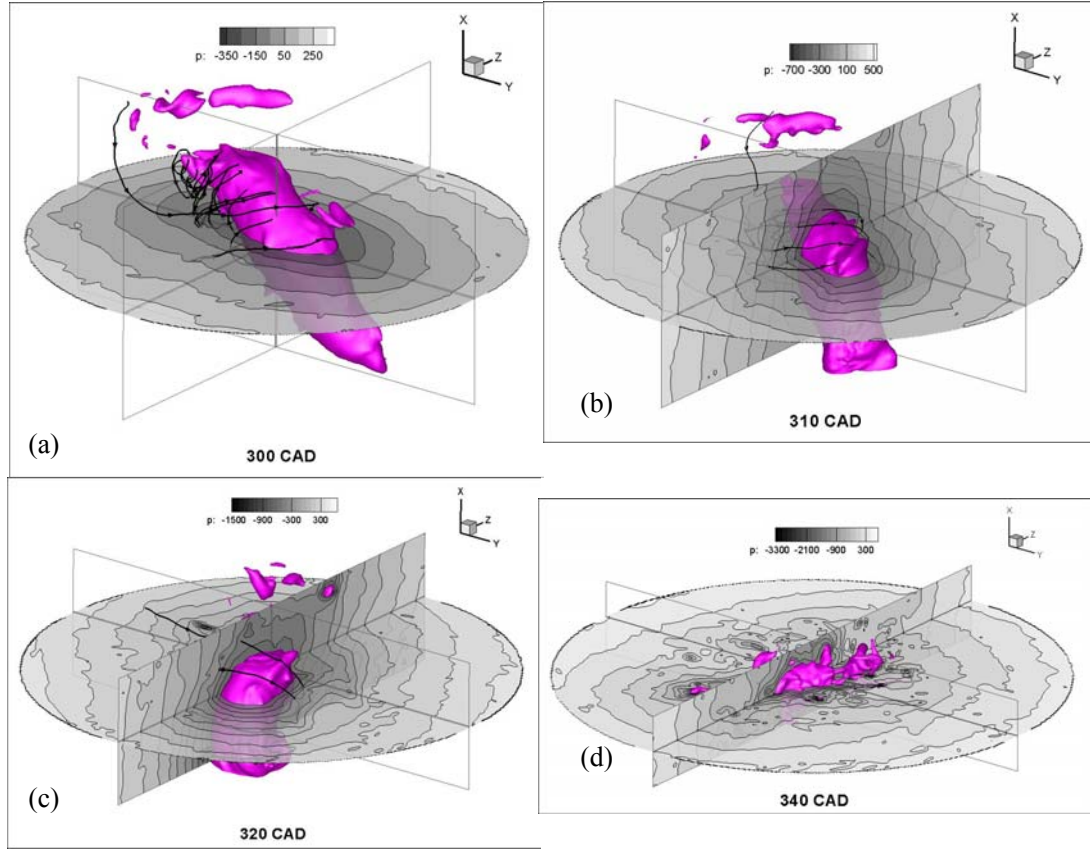 p: -350 -150 50 250
X
Z
Y
(a)
300 CAD
p: -700 -300 100 500
X
Z
Y
(b)
310 CAD
p: -1500 -900 -300 300
X
Z
Y
(c)
320 CAD
p: -3300 -2100 -900 300
X
Z
Y
(d)
340 CAD